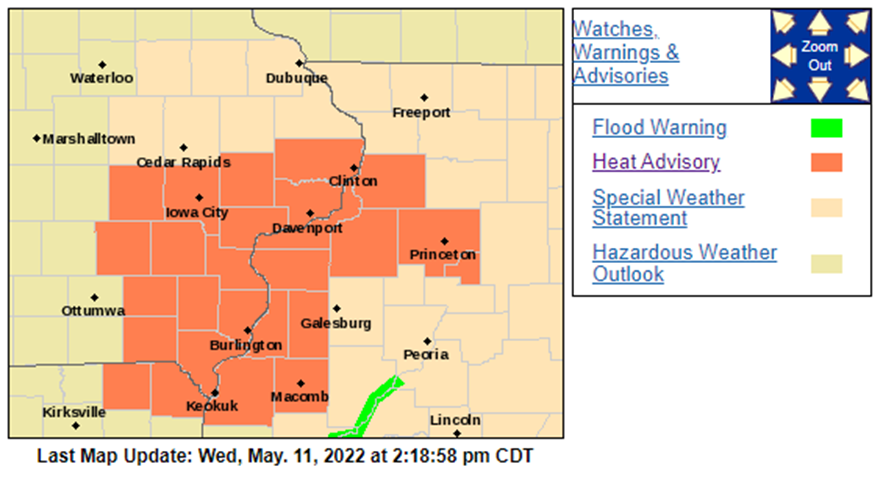 Waterloo
Dubuque
Freeport
Marshalltown
Cedar Rapids
Clinton
Iowa City
Davenport
Princeton
Ottumwa
Galesburg
Burlington
Peoria
Macomb
Keokuk
Kirksville
Lincoln
Last Map Update: Wed, May. 11, 2022 at 2:18:58 pm CDT
Watches,
Warnings &
Advisories
Zoom
Out
Flood Warning
Heat Advisory
Special Weather
Statement
Hazardous Weather
Outlook